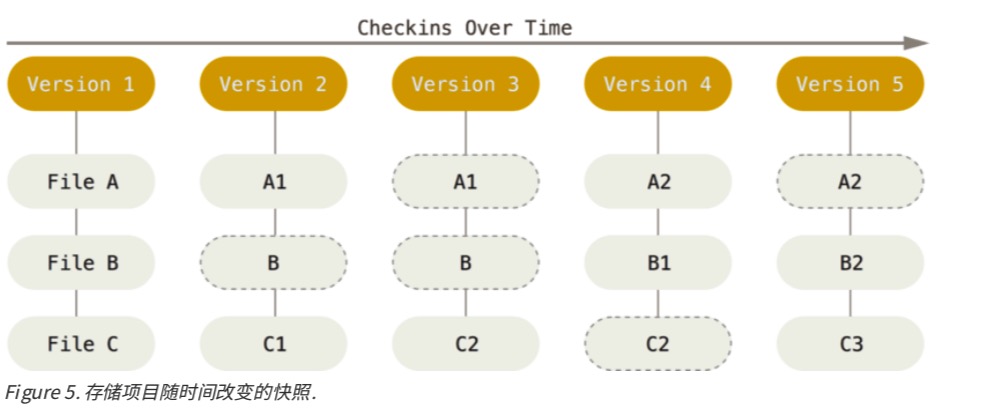 Checkins Over Time
Version 1 Version 2 Version 3 Version 4 Version 5
File A A1 A1 A2 A2
File B B B B1 B2
File C C1 C2 C2 C3
Figure 5. 存储项目随时间改变的快照.